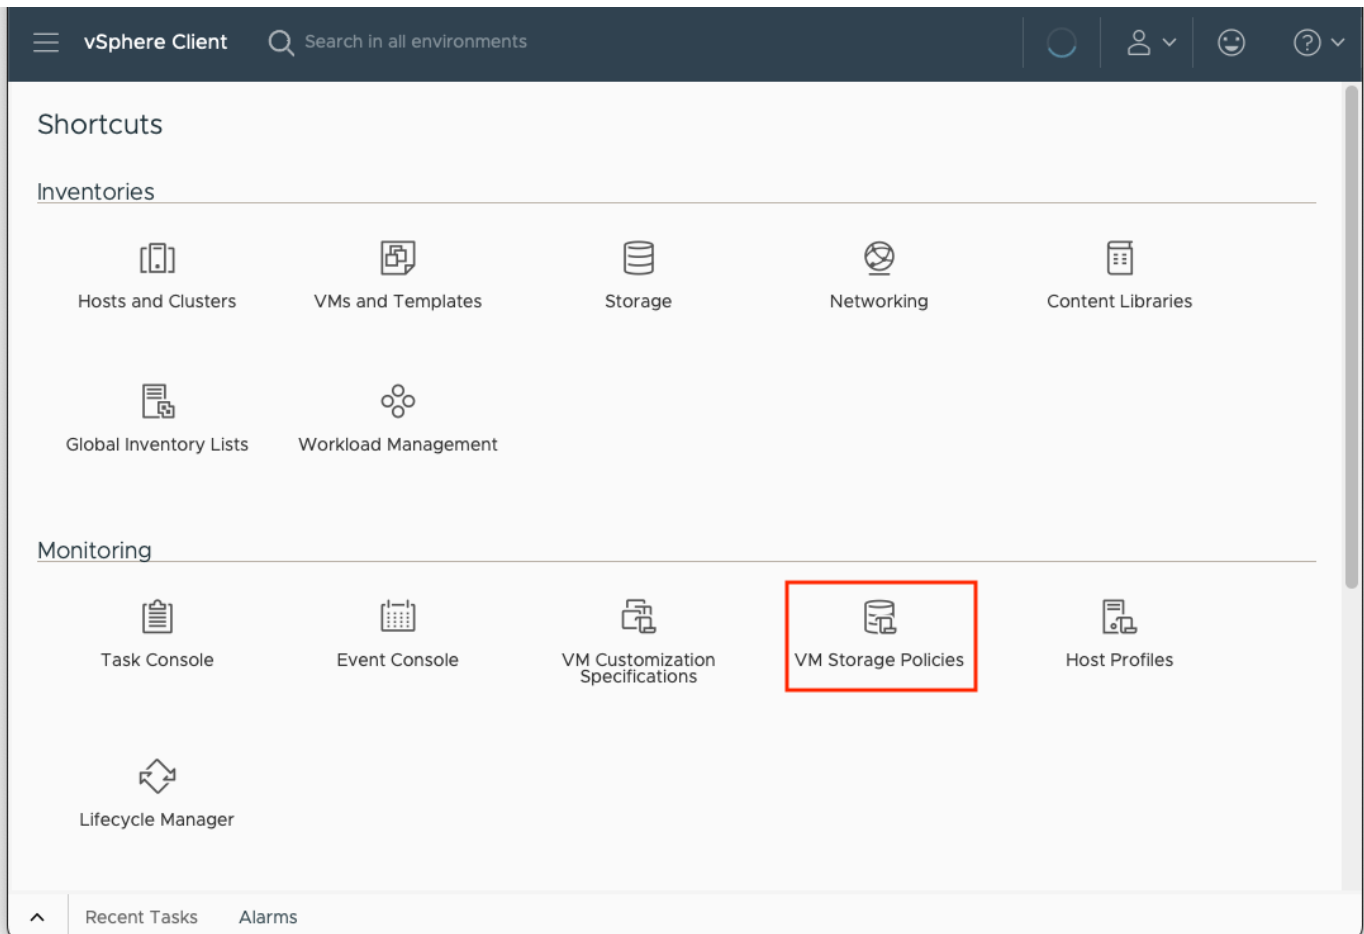 vSphere Client
Search in all environments
Shortcuts
Inventories
Hosts and Clusters
VMs and Templates
Storage
Networking
Content Libraries
Global Inventory Lists
Workload Management
Monitoring
Task Console
Event Console
VM Customization
Specifications
VM Storage Policies
Host Profiles
Lifecycle Manager
Recent Tasks
Alarms